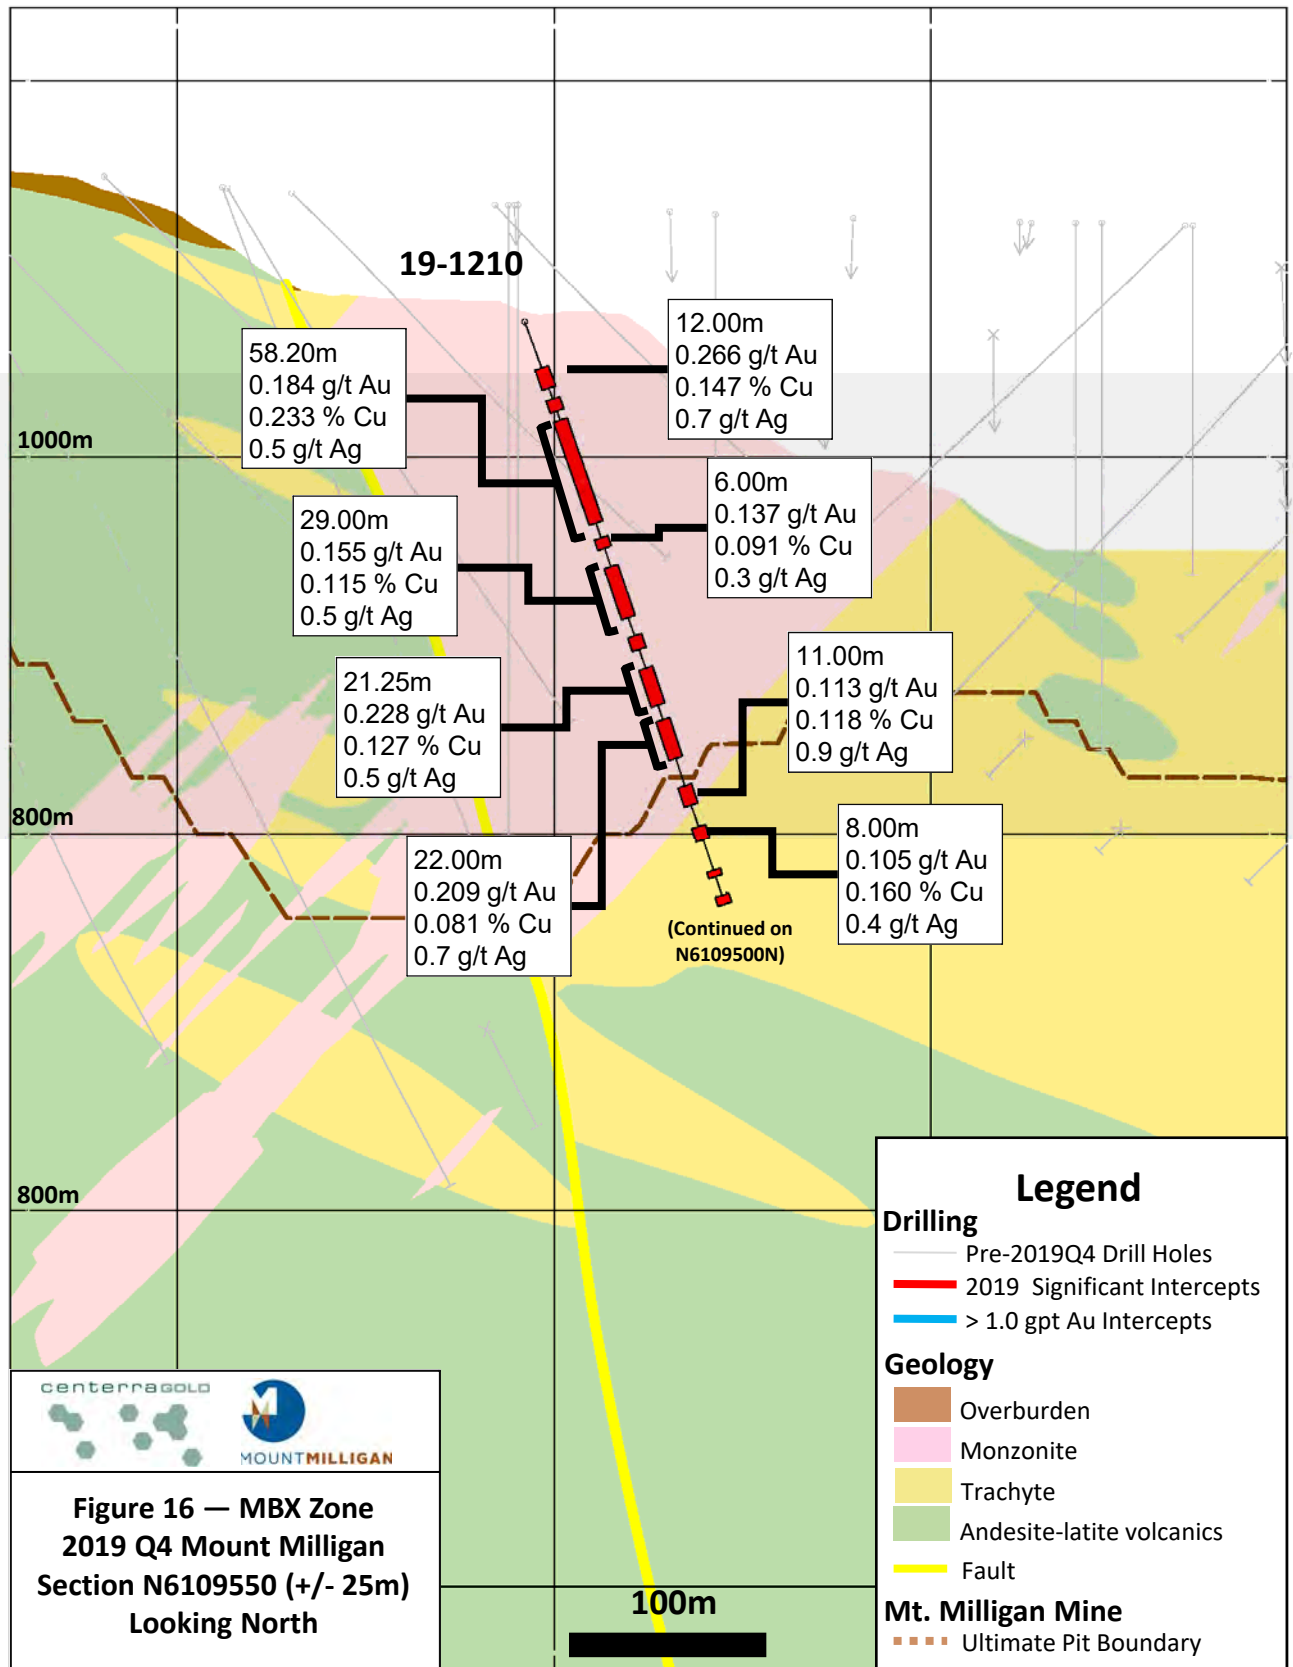 19-1210
12.00m
0.266 g/t Au
0.147 % Cu
0.7 g/t Ag
58.20m
0.184 g/t Au
0.233 % Cu
0.5 g/t Ag
1000m
6.00m
0.137 g/t Au
0.091 % Cu
0.3 g/t Ag
29.00m
0.155 g/t Au
0.115 % Cu
0.5 g/t Ag
11.00m
0.113 g/t Au
0.118 % Cu
0.9 g/t Ag
21.25m
0.228 g/t Au
0.127 % Cu
0.5 g/t Ag
800m
8.00m
0.105 g/t Au
0.160 % Cu
0.4 g/t Ag
22.00m
0.209 g/t Au
0.081 % Cu
0.7 g/t Ag
(Continued on
N6109500N)
800m
Legend
Drilling
Pre-2019Q4 Drill Holes
2019 Significant Intercepts
> 1.0 gpt Au Intercepts
Geology
Overburden
Monzonite
Trachyte
Andesite-latite volcanics
Fault
Mt. Milligan Mine
Ultimate Pit Boundary
centerraGOLD
MOUNTMILLIGAN
Figure 16 — MBX Zone
2019 Q4 Mount Milligan
Section N6109550 (+/- 25m)
Looking North
100m